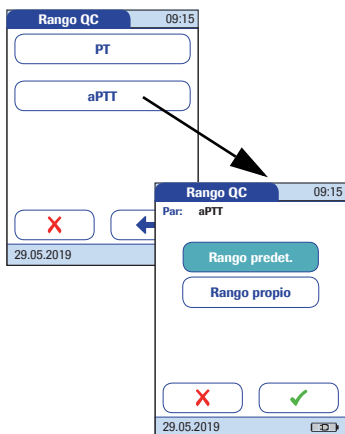 Rango QC 09:15
PT
aPTT
29.05.2019
Rango QC 09:15
Par: aPTT
Rango predet.
Rango propio
29.05.2019